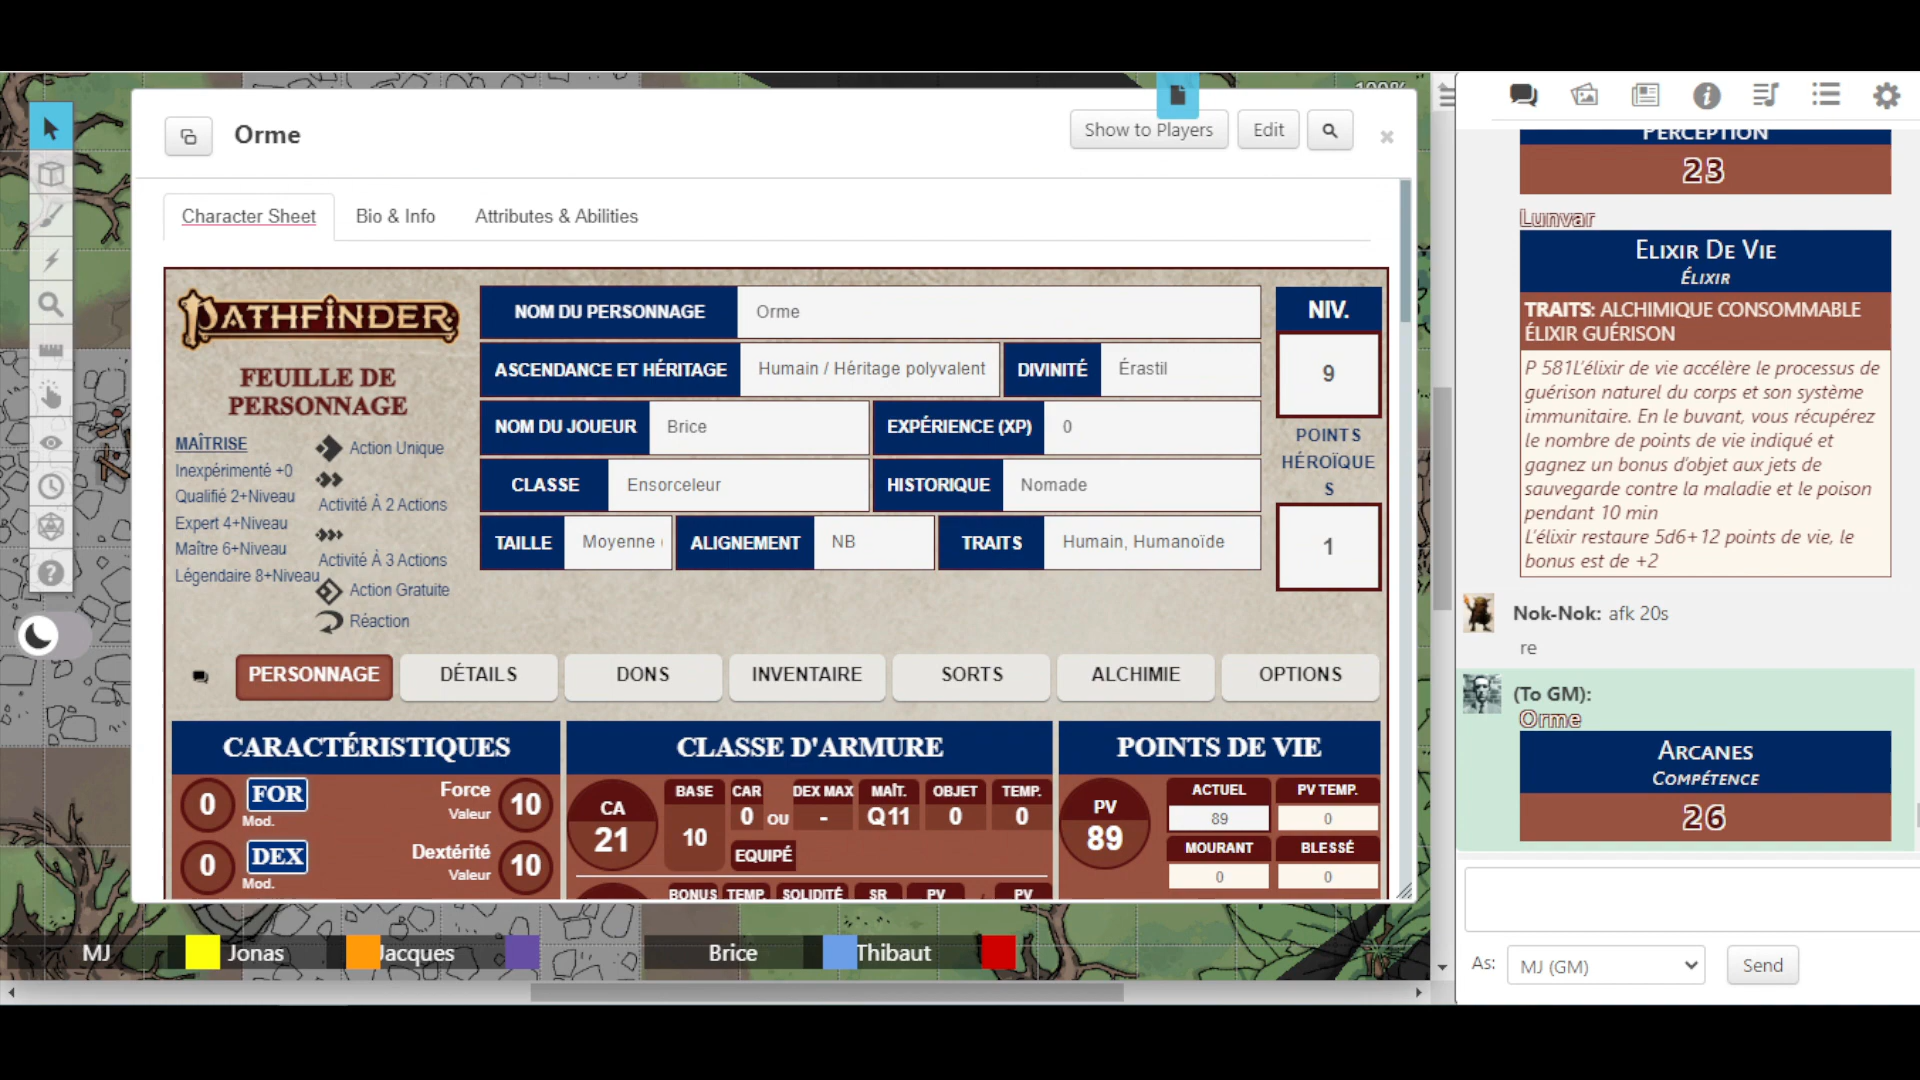 Orme
Show to Players
Edit
Character Sheet
Bio & Info
Attributes & Abilities
PATHFINDER
FEUILLE DE
PERSONNAGE
MAÎTRISE
Inexpérimenté +0
Qualifié 2+Niveau
Expert 4+Niveau
Maître 6+Niveau
Légendaire 8+Niveau
Action Unique
Activité À 2 Actions
Activité À 3 Actions
Action Gratuite
Réaction
NOM DU PERSONNAGE Orme
ASCENDANCE ET HÉRITAGE Humain / Héritage polyvalent DIVINITÉ Érastil
NOM DU JOUEUR Brice EXPÉRIENCE (XP) 0
CLASSE Ensorceleur HISTORIQUE Nomade
TAILLE Moyenne ALIGNEMENT NB TRAITS Humain, Humanoïde
NIV.
9
POINTS
HÉROÏQUE
S
1
PERSONNAGE DÉTAILS DONS INVENTAIRE SORTS ALCHIMIE OPTIONS
CARACTÉRISTIQUES
0 FOR Force 10
Mod. Valeur
0 DEX Dextérité 10
Mod. Valeur
CLASSE D'ARMURE
CA
21
BASE CAR DEX MAX MAÎT. OBJET TEMP.
10 0 OU - Q11 0 0
EQUIPÉ
BONUS TEMP. SOLIDITÉ SR PV / PV
POINTS DE VIE
PV
89
ACTUEL PV TEMP.
89 0
MOURANT BLESSÉ
0 0
MJ
Jonas
Jacques
Brice
Thibaut
PERCEPTION
23
Lunvar
ELIXIR DE VIE
ÉLIXIR
TRAITS: ALCHIMIQUE CONSOMMABLE
ÉLIXIR GUÉRISON
P 581L'élixir de vie accélère le processus de
guérison naturel du corps et son système
immunitaire. En le buvant, vous récupérez
le nombre de points de vie indiqué et
gagnez un bonus d'objet aux jets de
sauvegarde contre la maladie et le poison
pendant 10 min
L'élixir restaure 5d6+12 points de vie, le
bonus est de +2
Nok-Nok: afk 20s
re
(To GM):
Orme
ARCANES
COMPÉTENCE
26
As: MJ (GM)
Send